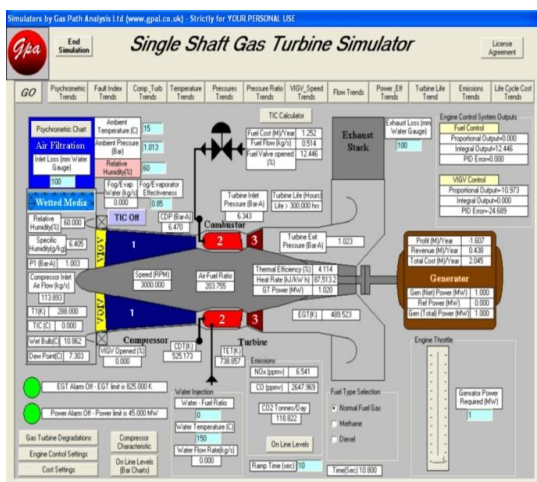 Simulators by Gas Path Analysis Ltd (www.gpal.co.uk) - Strictly for YOUR PERSONAL USE
Gpa
End Simulation
Single Shaft Gas Turbine Simulator
License Agreement
GO
Psychrometric Trends
Fault Index Trends
Comp_Turb Trends
Temperature Trends
Pressures Trends
Pressure Ratio Trends
VIGV_Speed Trends
Flow Trends
Power_Eff Trends
Turbine Life Trend
Emissions Trends
Life Cycle Cost Trends
Psychrometric Chart
Ambient Temperature (C) 15
Air Filtration
Ambient Pressure (Bar) 1.013
Inlet Loss (mm Water Gauge)
100
Relative Humidity(%) 60
Fog/Evap Water (kg/s)
0.000
Fog/Evaporator Effectiveness
0.85
Wetted Media
TIC Off
TIC Calculator
Fuel Cost (M)/Year 1.252
Fuel Flow (kg/s) 0.514
Fuel Valve opened (%) 12.446
Exhaust Stack
Exhaust Loss (mm Water Gauge)
100
Engine Control System Outputs
Fuel Control
Proportional Output=0.000
Integral Output=12.446
PID Error=0.000
VIGV Control
Proportional Output=-10.973
Integral Output=0.000
PID Error=-24.689
Relative Humidity(%) 60.000
Specific Humidity(g/kg) 6.405
P1 (Bar-A) 1.003
Compressor Inlet Air Flow (kg/s)
113.893
T1(K) 288.000
TIC (C) 0.000
Wet Bulb(C) 10.862
Dew Point(C) 7.303
VIGV
VIGV
1
1
CDP (Bar-A)
6.470
Combustor
2
3
2
3
Turbine Inlet Pressure (Bar-A)
6.343
Turbine Life (Hours)
Life > 300,000 hrs
Turbine Exit Pressure (Bar-A) 1.023
Speed (RPM)
3000.000
Air Fuel Ratio
203.755
Thermal Efficiency (%) 4.114
Heat Rate (kJ/kW h) 87,513.2
GT Power (MW) 1.020
Profit (M)/Year -1.607
Revenue (M)/Year 0.438
Total Cost (M)/Year 2.045
Generator
Gen (Net) Power (MW) 1.000
Ref Power (MW) 0.000
Gen (Total) Power (MW) 1.000
EGT(K) 489.523
Compressor
Turbine
VIGV Opened (%)
0.000
CDT(K)
525.173
TET(K)
738.857
EGT Alarm Off - EGT limit is 825.000 K
Power Alarm Off - Power limit is 45.000 MW
Water Injection
Water - Fuel Ratio
0
Water Temperature (C)
150
Water Flow Rate(kg/s)
0.000
Emissions
NOx (ppmv) 6.541
CO (ppmv) 2647.969
CO2 Tonnes/Day
118.822
On Line Levels
Ramp Time (sec) 10
Fuel Type Selection
Normal Fuel Gas
Methane
Diesel
Time(Sec) 10.800
Engine Throttle
Gernator Power Required (MW)
1
Gas Turbine Degradations
Engine Control Settings
Cost Settings
Compressor Characteristic
On Line Levels (Bar Charts)